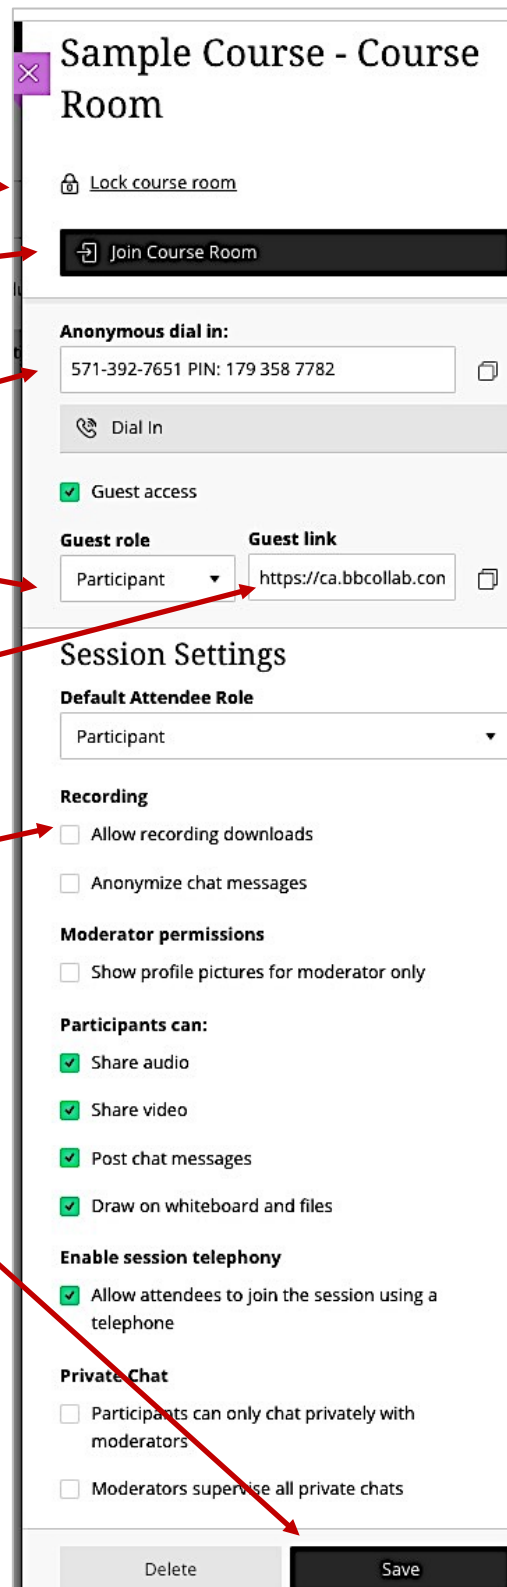 Sample Course - Course
Room
Lock course room
Join Course Room
Anonymous dial in:
571-392-7651 PIN: 179 358 7782
Dial In
Guest access
Guest role
Guest link
Participant
https://ca.bbcollab.con
Session Settings
Default Attendee Role
Participant
Recording
Allow recording downloads
Anonymize chat messages
Moderator permissions
Show profile pictures for moderator only
Participants can:
Share audio
Share video
Post chat messages
Draw on whiteboard and files
Enable session telephony
Allow attendees to join the session using a
telephone
Private Chat
Participants can only chat privately with
moderators
Moderators supervise all private chats
Delete
Save